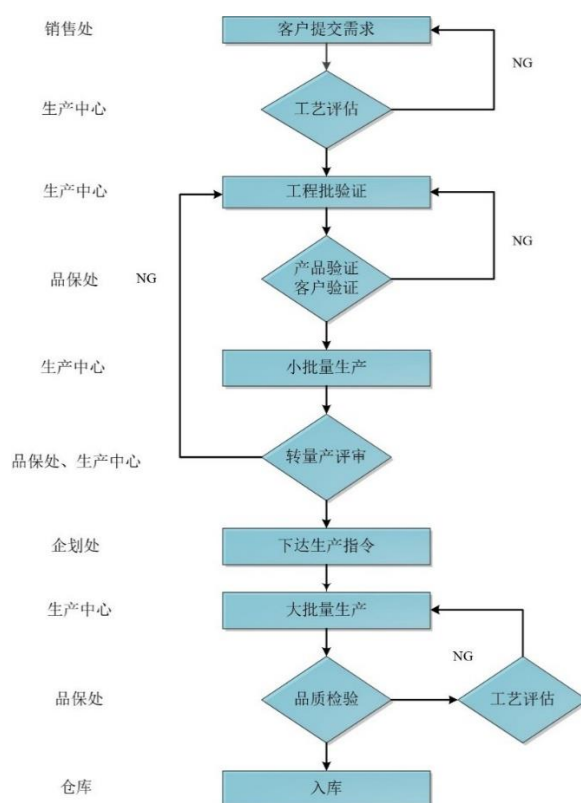 销售处
客户提交需求
NG
生产中心
工艺评估
生产中心
工程批验证
NG
品保处
NG
产品验证
客户验证
生产中心
小批量生产
品保处、生产中心
转量产评审
企划处
下达生产指令
生产中心
大批量生产
NG
品保处
品质检验
工艺评估
仓库
入库